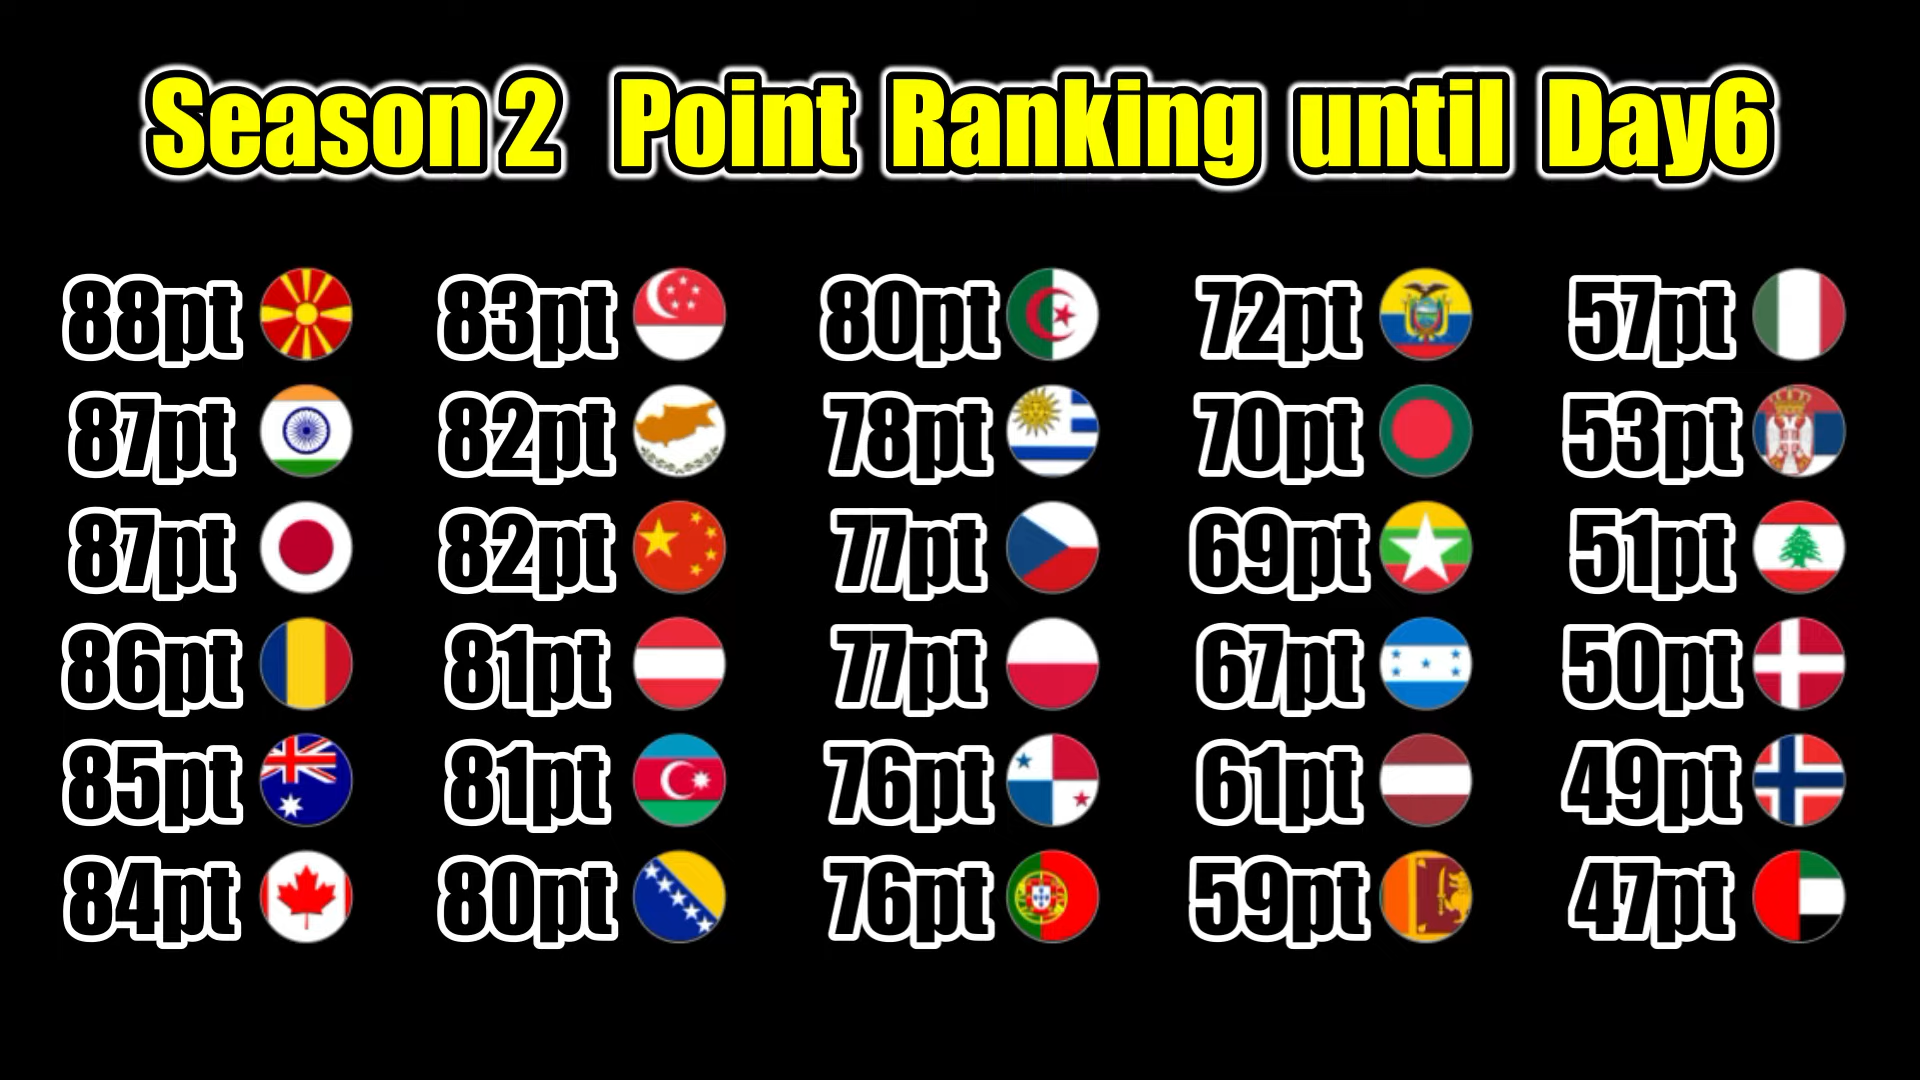 Season 2 Point Ranking until Day6
88pt 83pt 80pt 72pt 57pt
87pt 82pt 78pt 70pt 53pt
87pt 82pt 77pt 69pt 51pt
86pt 81pt 77pt 67pt 50pt
85pt 81pt 76pt 61pt 49pt
84pt 80pt 76pt 59pt 47pt